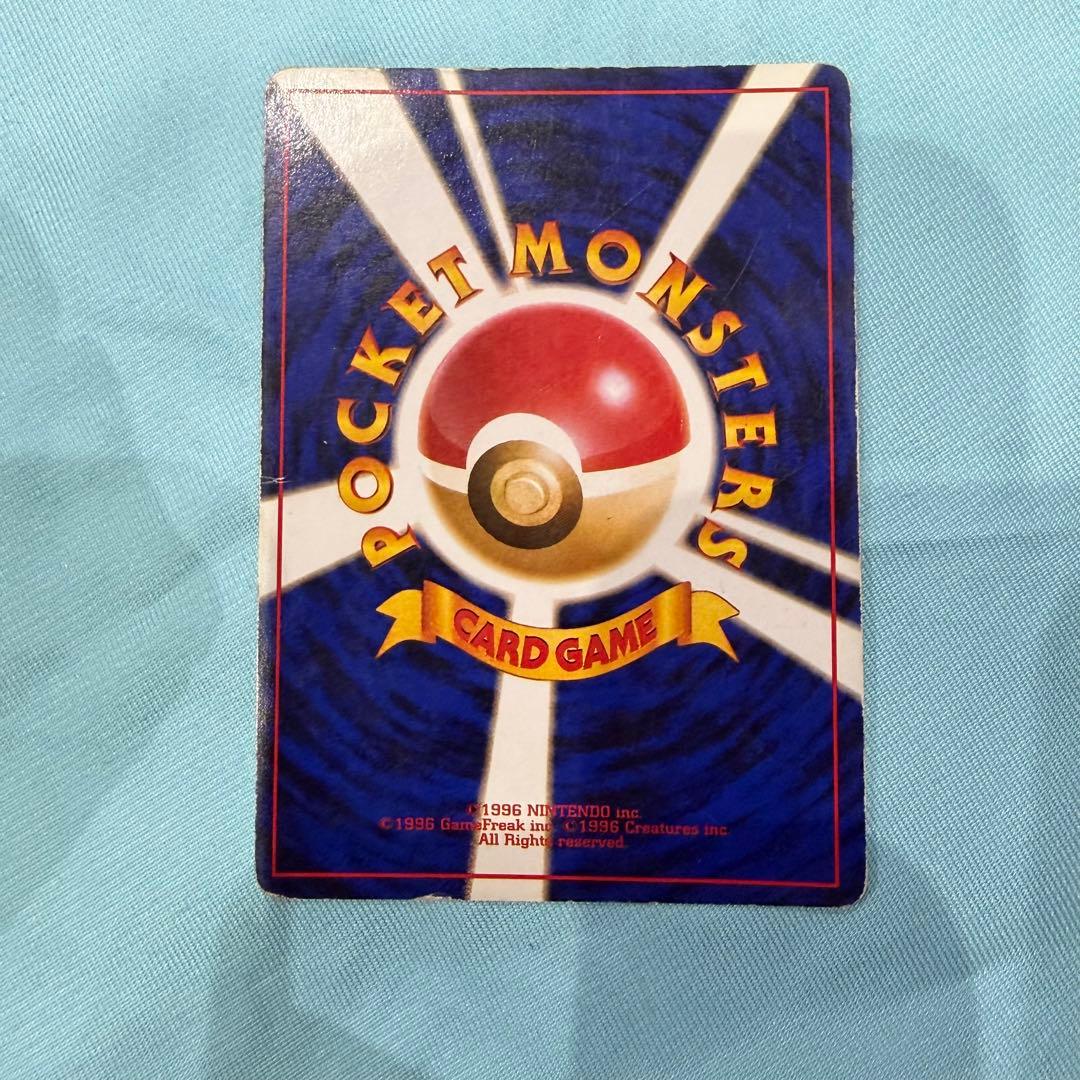 POCKET MONSTERS
CARD GAME
©1996 NINTENDO inc.
©1996 GameFreak inc. ©1996 Creatures inc.
All Rights reserved.